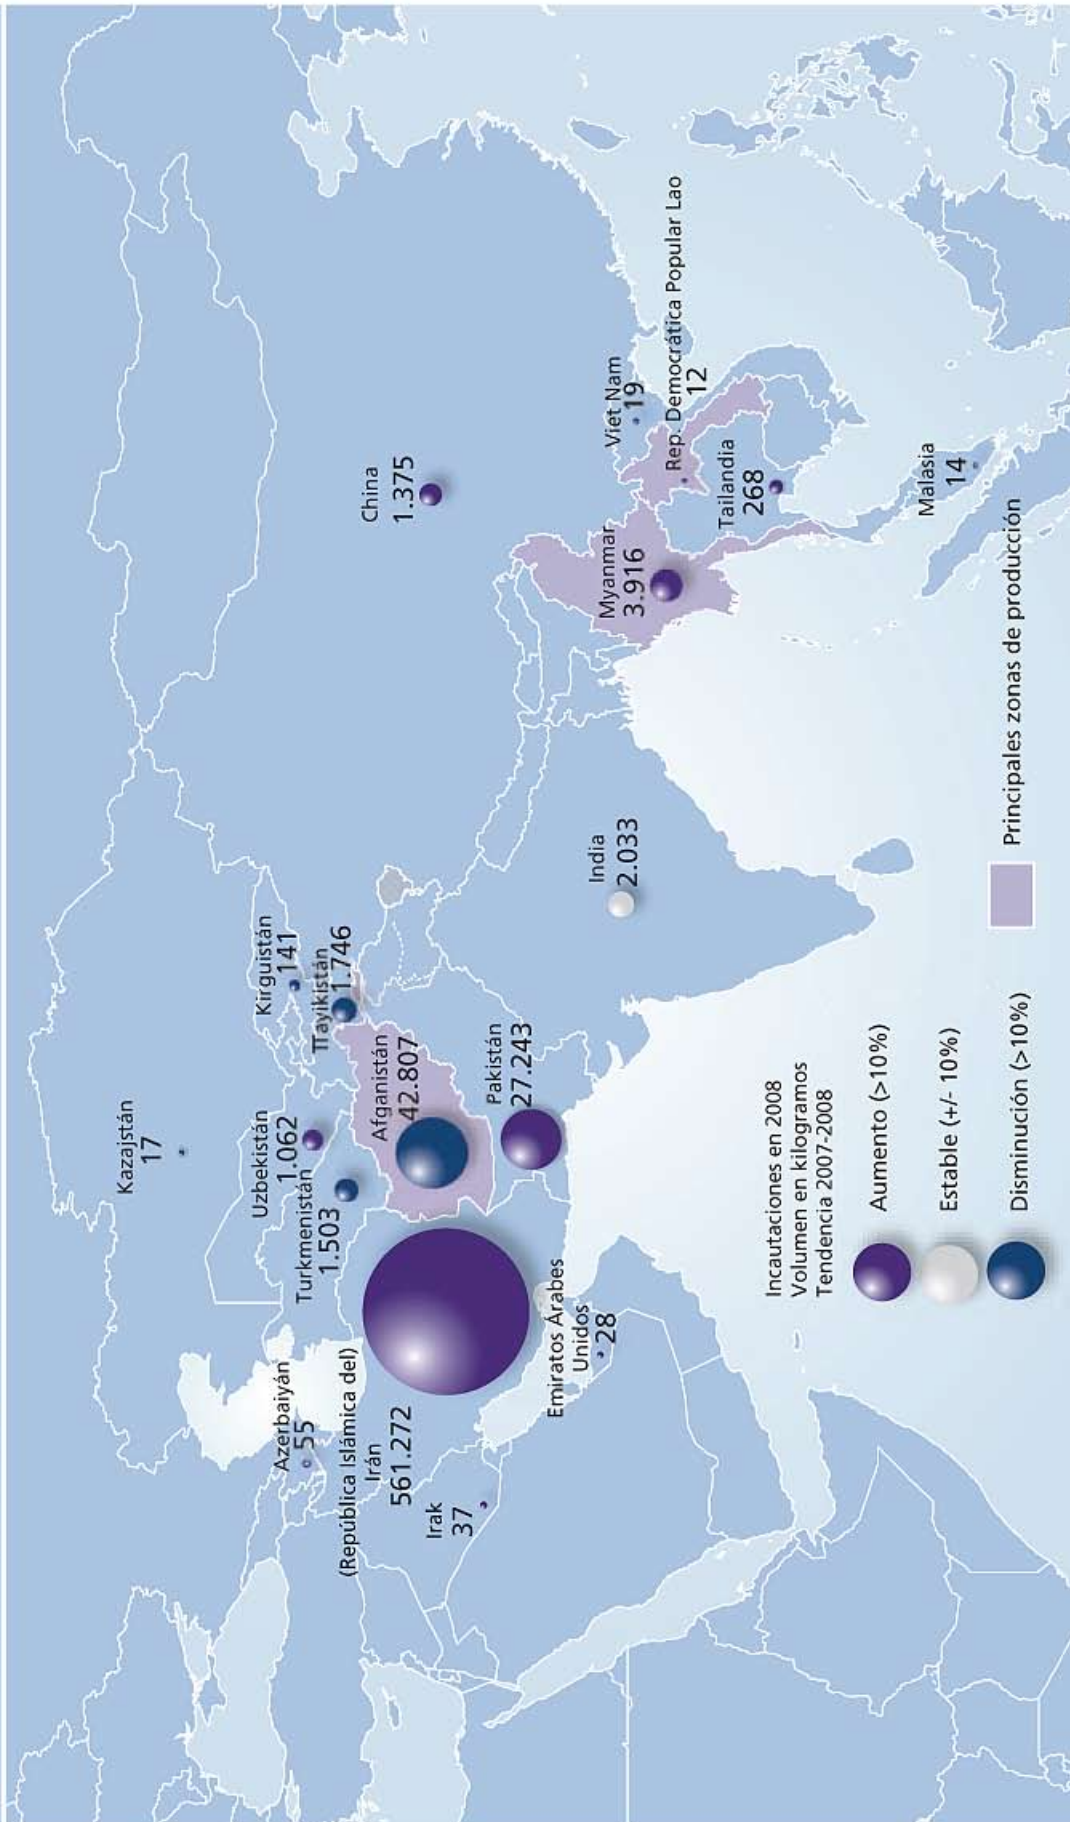 Kazajstán
17
Uzbekistán
1.062
Turkmenistán
1.503
Kirguistán
141
Tayikistán
1.746
Azerbaiyán
55
(República Islámica del)
Irán
561.272
Irak
37
Afganistán
42.807
Pakistán
27.243
Emiratos Árabes
Unidos
28
India
2.033
China
1.375
Myanmar
3.916
Viet Nam
19
Rep. Democrática Popular Lao
12
Tailandia
268
Malasia
14
Incautaciones en 2008
Volumen en kilogramos
Tendencia 2007-2008
Aumento (>10%)
Estable (+/- 10%)
Disminución (>10%)
Principales zonas de producción